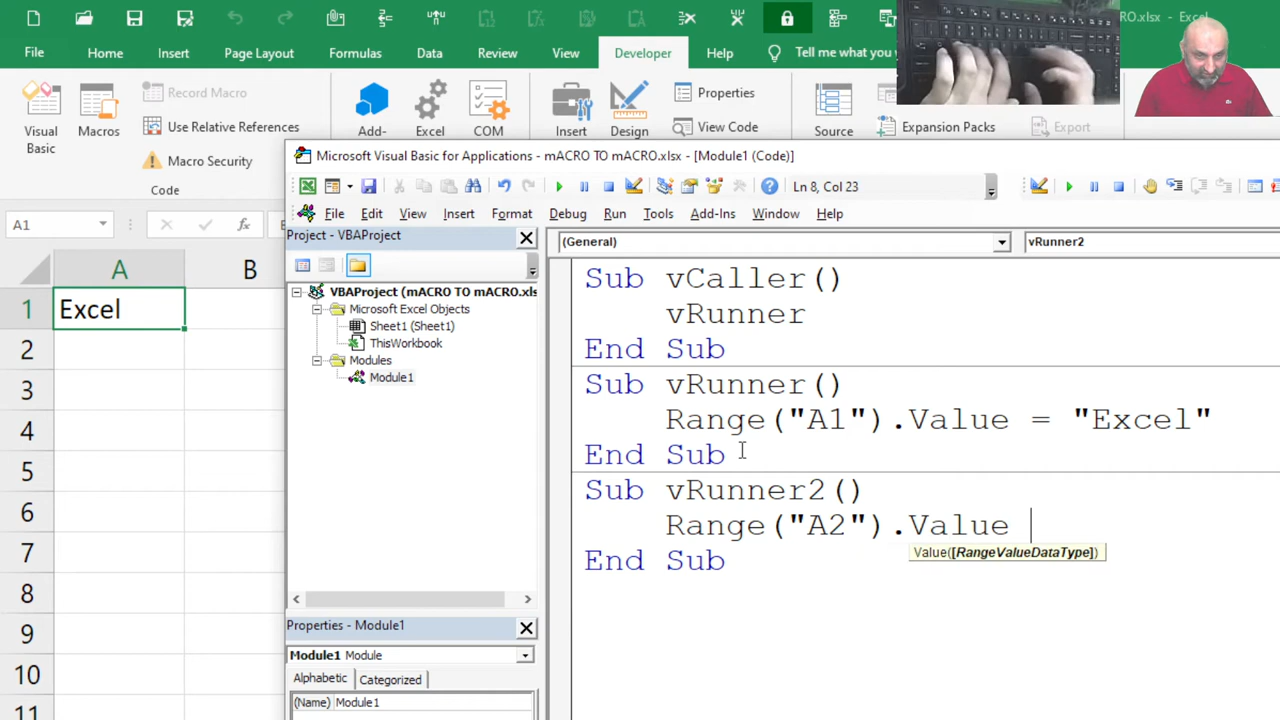 RO.xlsx - Excel
File Home Insert Page Layout Formulas Data Review View Developer Help Tell me what you
Visual Basic
Macros
Record Macro
Use Relative References
Macro Security
Code
Add-
Excel
COM
Insert
Design
Properties
View Code
Source
Expansion Packs
Export
Microsoft Visual Basic for Applications - mACRO TO mACRO.xlsx - [Module1 (Code)]
Ln 8, Col 23
File Edit View Insert Format Debug Run Tools Add-Ins Window Help
A1
fx
A B
1 Excel
2
3
4
5
6
7
8
9
10
11
Project - VBAProject
VBAProject (mACRO TO mACRO.xls
Microsoft Excel Objects
Sheet1 (Sheet1)
ThisWorkbook
Modules
Module1
Properties - Module1
Module1 Module
Alphabetic Categorized
(Name) Module1
(General)
vRunner2
Sub vCaller()
vRunner
End Sub
Sub vRunner()
Range("A1").Value = "Excel"
End Sub
Sub vRunner2()
Range("A2").Value
Value([RangeValueDataType])
End Sub